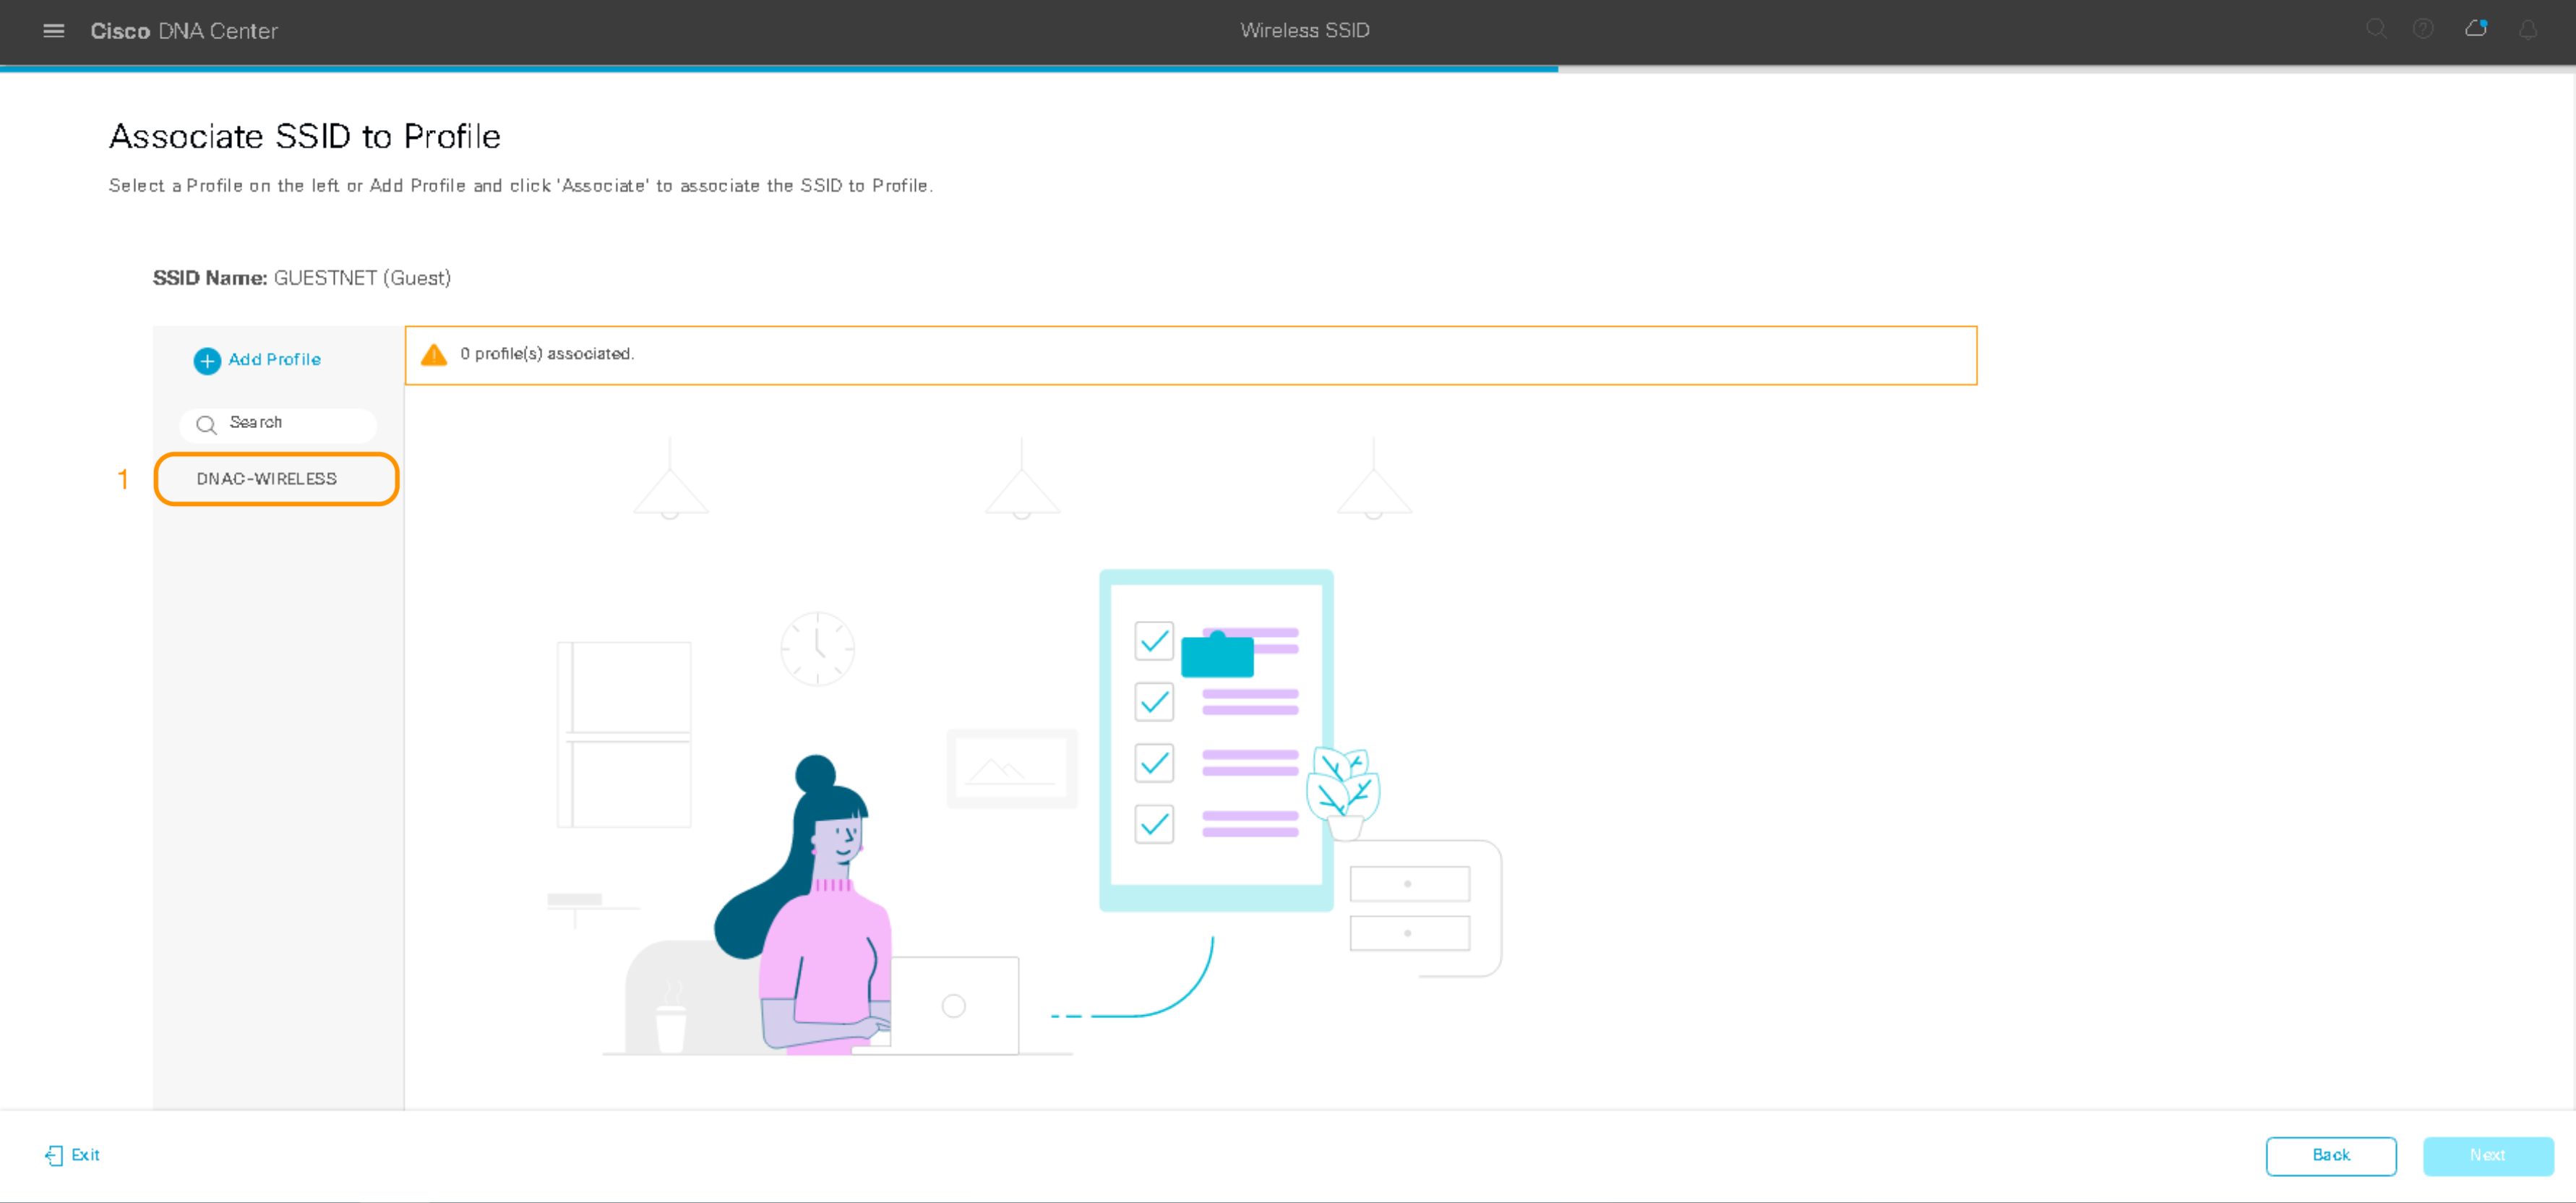 Cisco DNA Center
Wireless SSID
Associate SSID to Profile
Select a Profile on the left or Add Profile and click 'Associate' to associate the SSID to Profile.
SSID Name: GUESTNET (Guest)
Add Profile
0 profile(s) associated.
Search
1
DNAC-WIRELESS
Exit
Back
Next